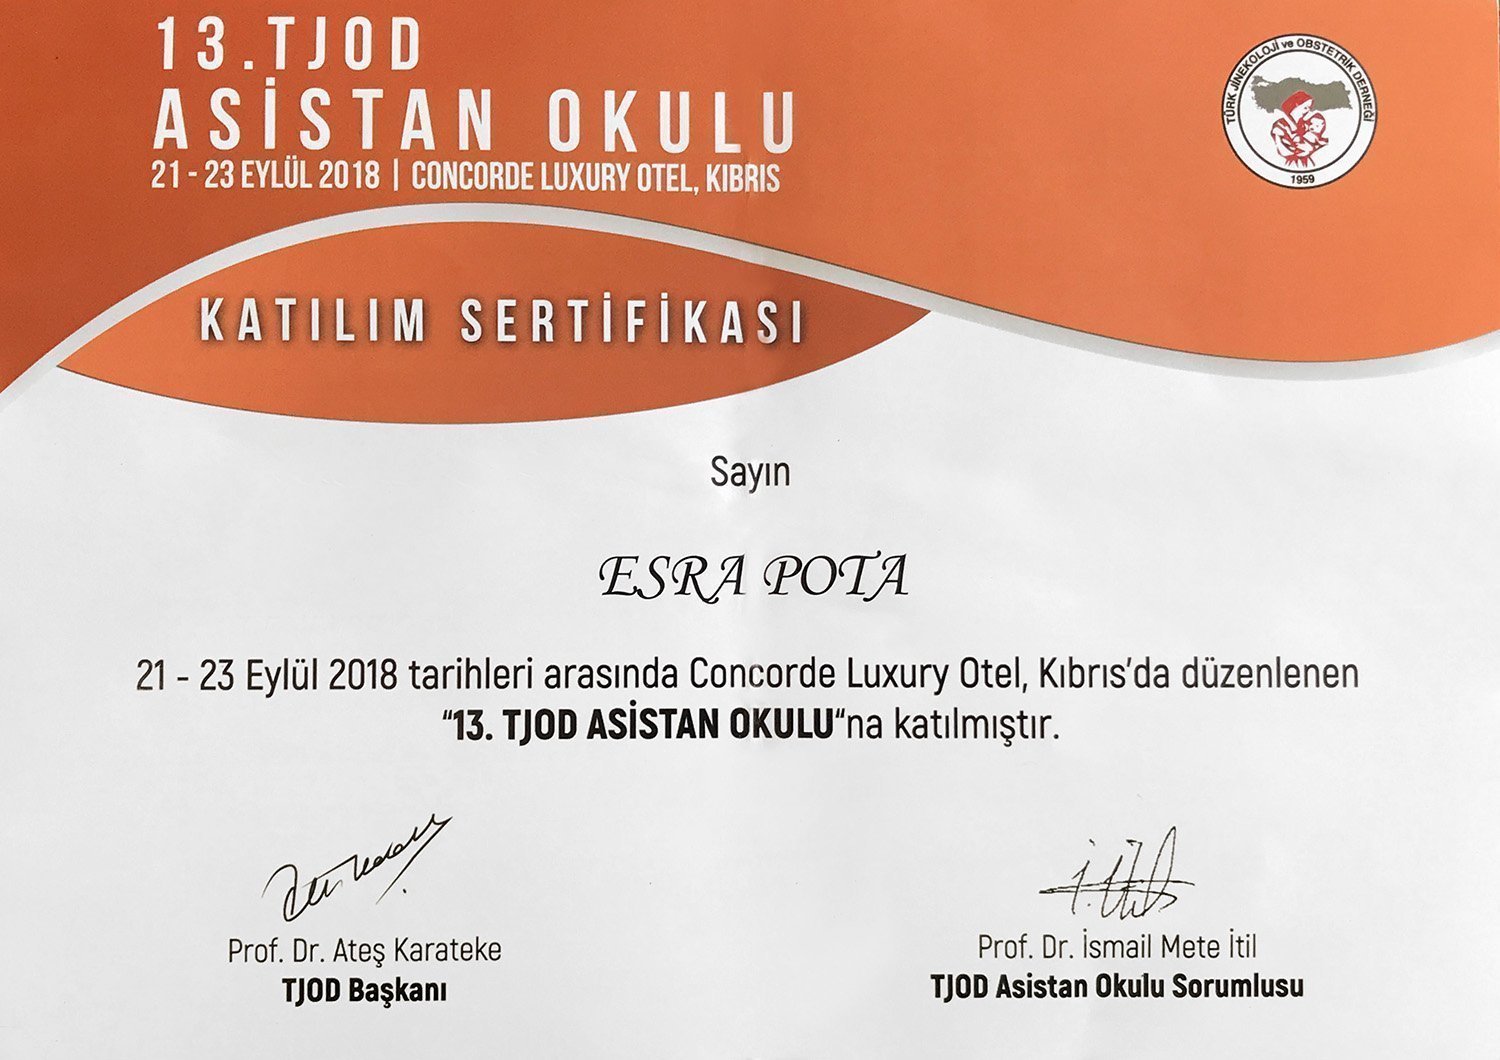 13.TJOD
ASİSTAN OKULU
21 - 23 EYLÜL 2018 | CONCORDE LUXURY OTEL, KIBRIS
TÜRK JİNEKOLOJİ ve OBSTETRİK DERNEĞİ
1959
KATILIM SERTİFİKASI
Sayın
ESRA POTA
21 - 23 Eylül 2018 tarihleri arasında Concorde Luxury Otel, Kıbrıs’da düzenlenen
“13. TJOD ASİSTAN OKULU“na katılmıştır.
Prof. Dr. Ateş Karateke
TJOD Başkanı
Prof. Dr. İsmail Mete İtil
TJOD Asistan Okulu Sorumlusu